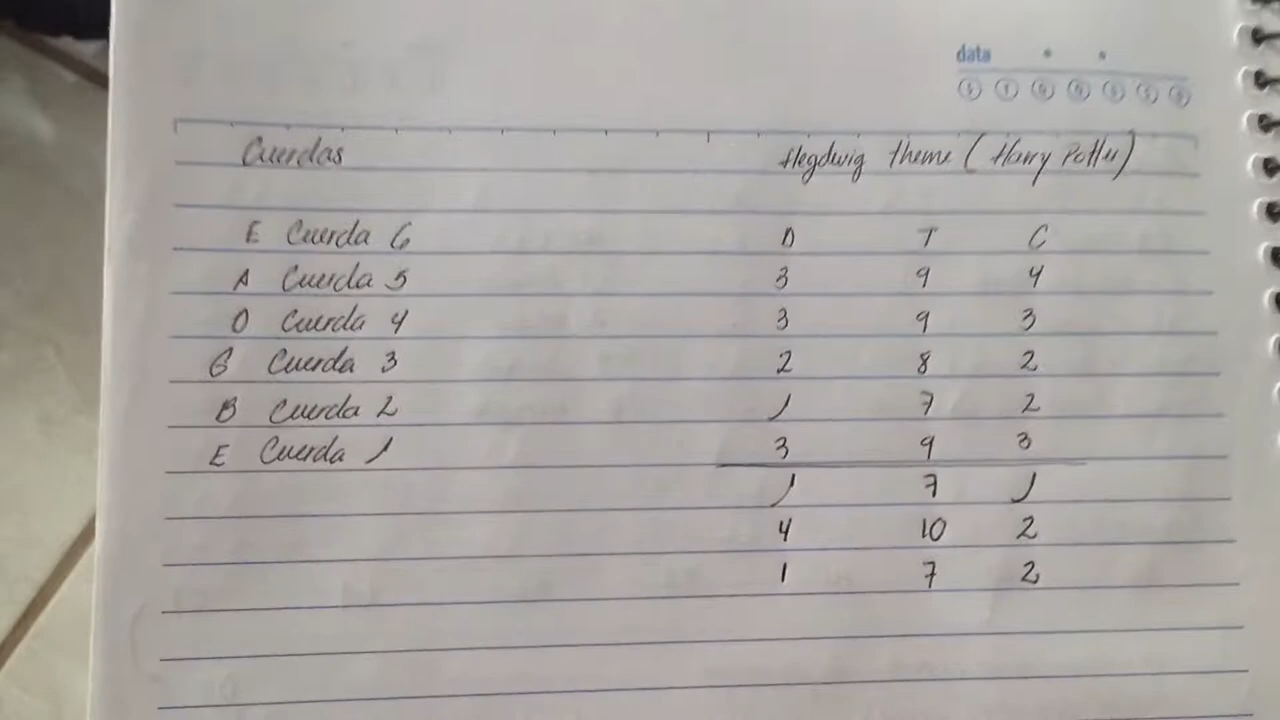 data
S T Q Q S S D
Cuerdas Hegdwig theme (Harry Potter)
E Cuerda 6 D T C
A Cuerda 5 3 9 4
D Cuerda 4 3 9 3
G Cuerda 3 2 8 2
B Cuerda 2 1 7 2
E Cuerda 1 3 9 3
1 7 1
4 10 2
1 7 2